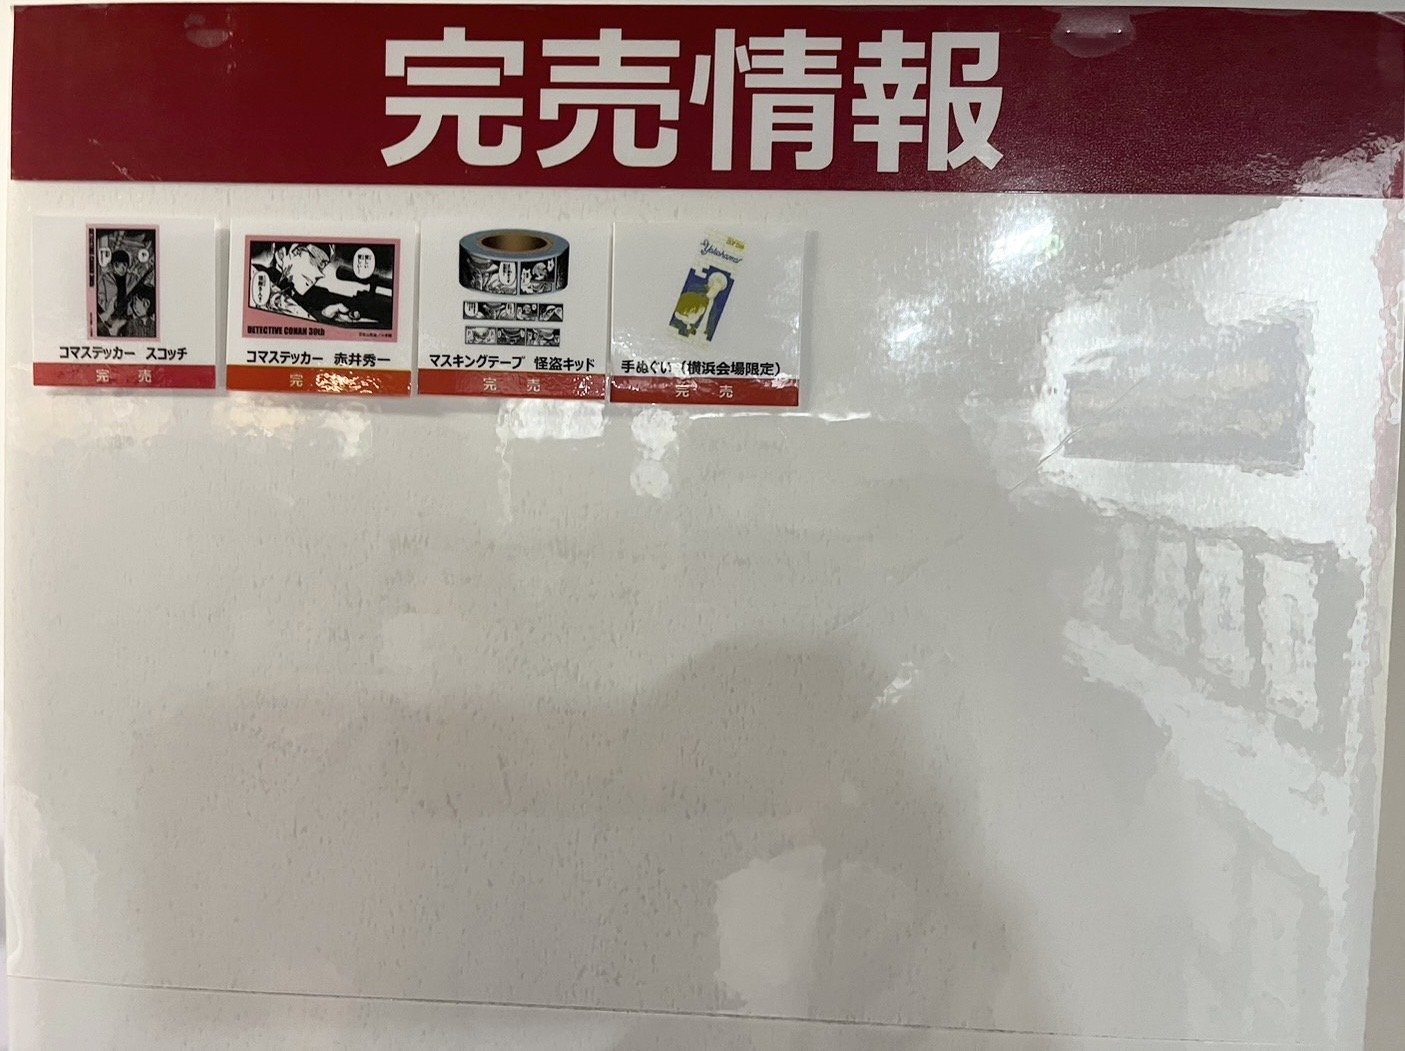 完売情報
コマステッカー スコッチ
完 売
DETECTIVE CONAN 30th
コマステッカー 赤井秀一
完 売
マスキングテープ 怪盗キッド
完 売
Yokohama
手ぬぐい(横浜会場限定)
完 売